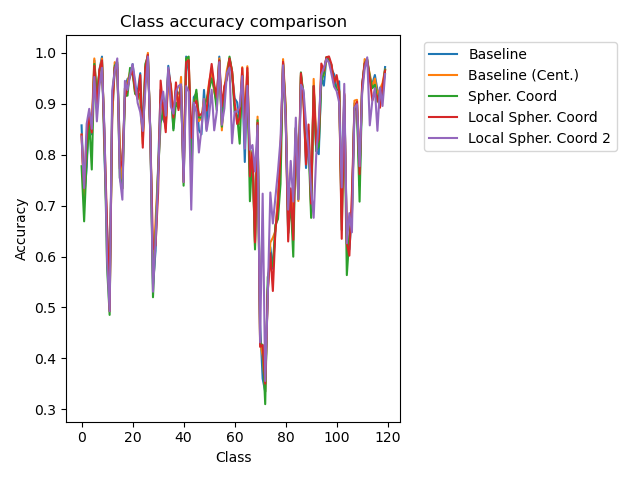 Class accuracy comparison
Baseline
Baseline (Cent.)
Spher. Coord
Local Spher. Coord
Local Spher. Coord 2
1.0
0.9
0.8
0.7
0.6
0.5
0.4
0.3
Accuracy
0 20 40 60 80 100 120
Class